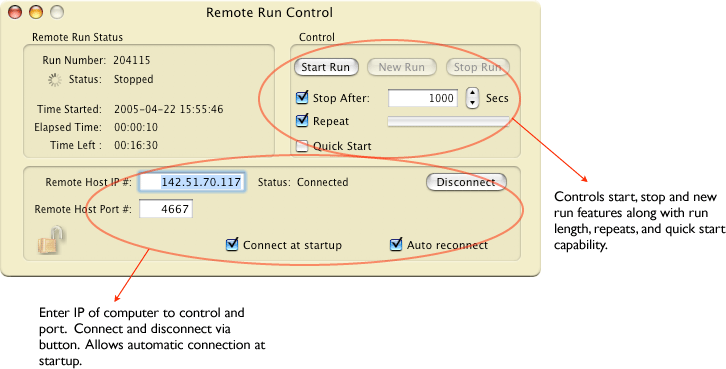 Remote Run Control
Remote Run Status
Run Number: 204115
Status: Stopped
Time Started: 2005-04-22 15:55:46
Elapsed Time: 00:00:10
Time Left : 00:16:30
Control
Start Run New Run Stop Run
Stop After: 1000 Secs
Repeat
Quick Start
Remote Host IP #: 142.51.70.117 Status: Connected Disconnect
Remote Host Port #: 4667
Connect at startup Auto reconnect
Controls start, stop and new
run features along with run
length, repeats, and quick start
capability.
Enter IP of computer to control and
port. Connect and disconnect via
button. Allows automatic connection at
startup.